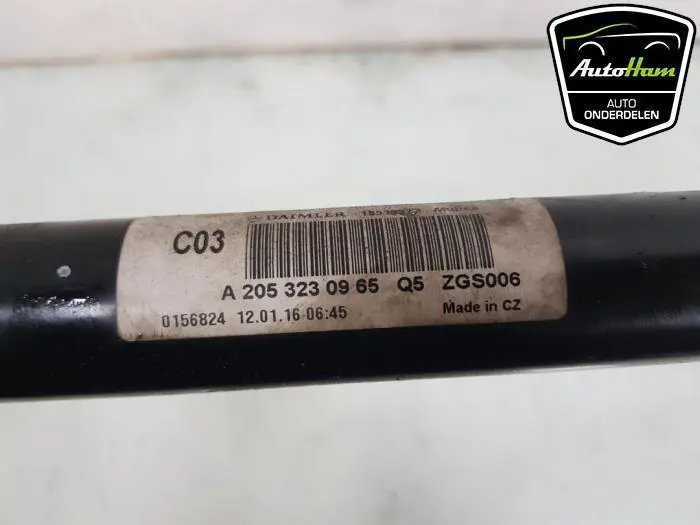 AutoHam
AUTO
ONDERDELEN
DAIMLER
C03
A 205 323 09 65 Q5 ZGS006
0156824 12.01.16 06:45 Made in CZ